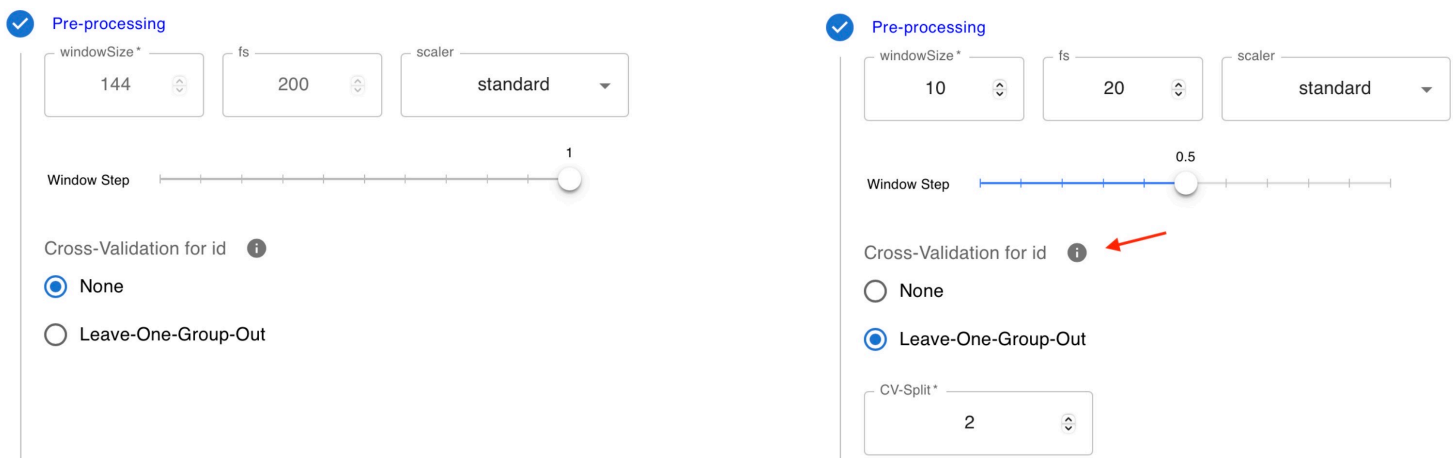 Pre-processing
windowSize *
fs
scaler
144
200
standard
1
Window Step
Cross-Validation for id
i
None
Leave-One-Group-Out
Pre-processing
windowSize *
fs
scaler
10
20
standard
0.5
Window Step
Cross-Validation for id
i
None
Leave-One-Group-Out
CV-Split *
2